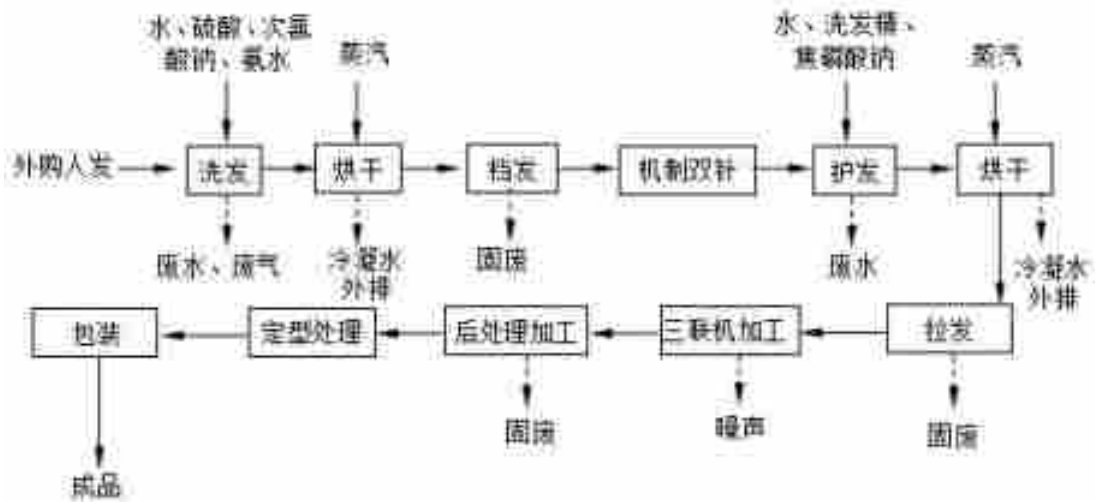 水、硫酸、次氯
酸钠、氨水
蒸汽
水、洗发精、
焦磷酸钠
蒸汽
外购人发
洗发
烘干
档发
机制双针
护发
烘干
废水、废气
冷凝水
外排
固废
废水
冷凝水
外排
包装
定型处理
后处理加工
三联机加工
拉发
固废
噪声
固废
成品